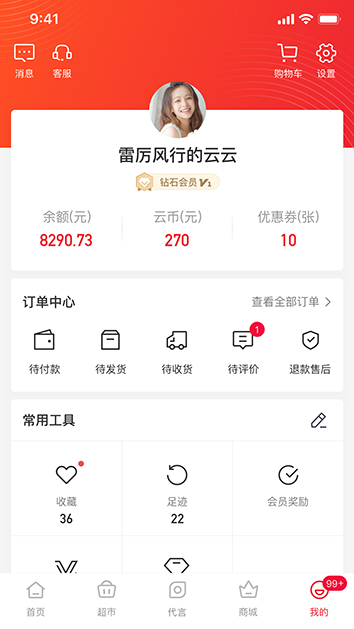 9:41
消息 客服 购物车 设置
雷厉风行的云云
钻石会员 V1
余额(元) 云币(元) 优惠券(张)
8290.73 270 10
订单中心 查看全部订单
1
待付款 待发货 待收货 待评价 退款售后
常用工具
收藏 足迹 会员奖励
36 22
99+
首页 超市 代言 商城 我的